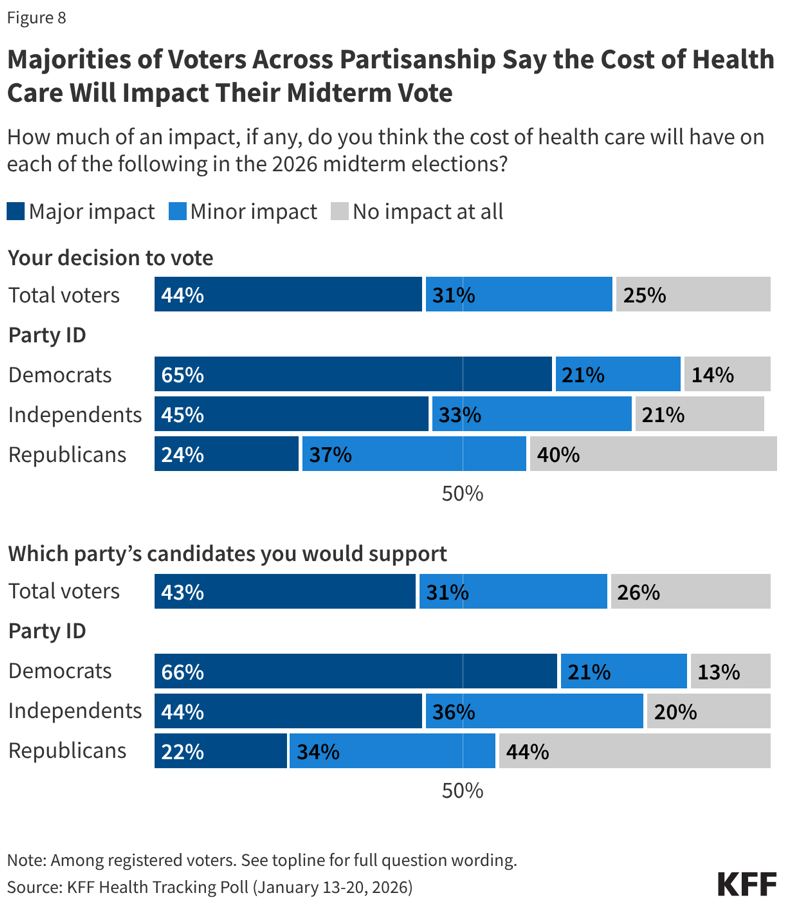 Figure 8
Majorities of Voters Across Partisanship Say the Cost of Health
Care Will Impact Their Midterm Vote
How much of an impact, if any, do you think the cost of health care will have on
each of the following in the 2026 midterm elections?
Major impact Minor impact No impact at all
Your decision to vote
Total voters 44% 31% 25%
Party ID
Democrats 65% 21% 14%
Independents 45% 33% 21%
Republicans 24% 37% 40%
50%
Which party’s candidates you would support
Total voters 43% 31% 26%
Party ID
Democrats 66% 21% 13%
Independents 44% 36% 20%
Republicans 22% 34% 44%
50%
Note: Among registered voters. See topline for full question wording.
Source: KFF Health Tracking Poll (January 13-20, 2026)
KFF